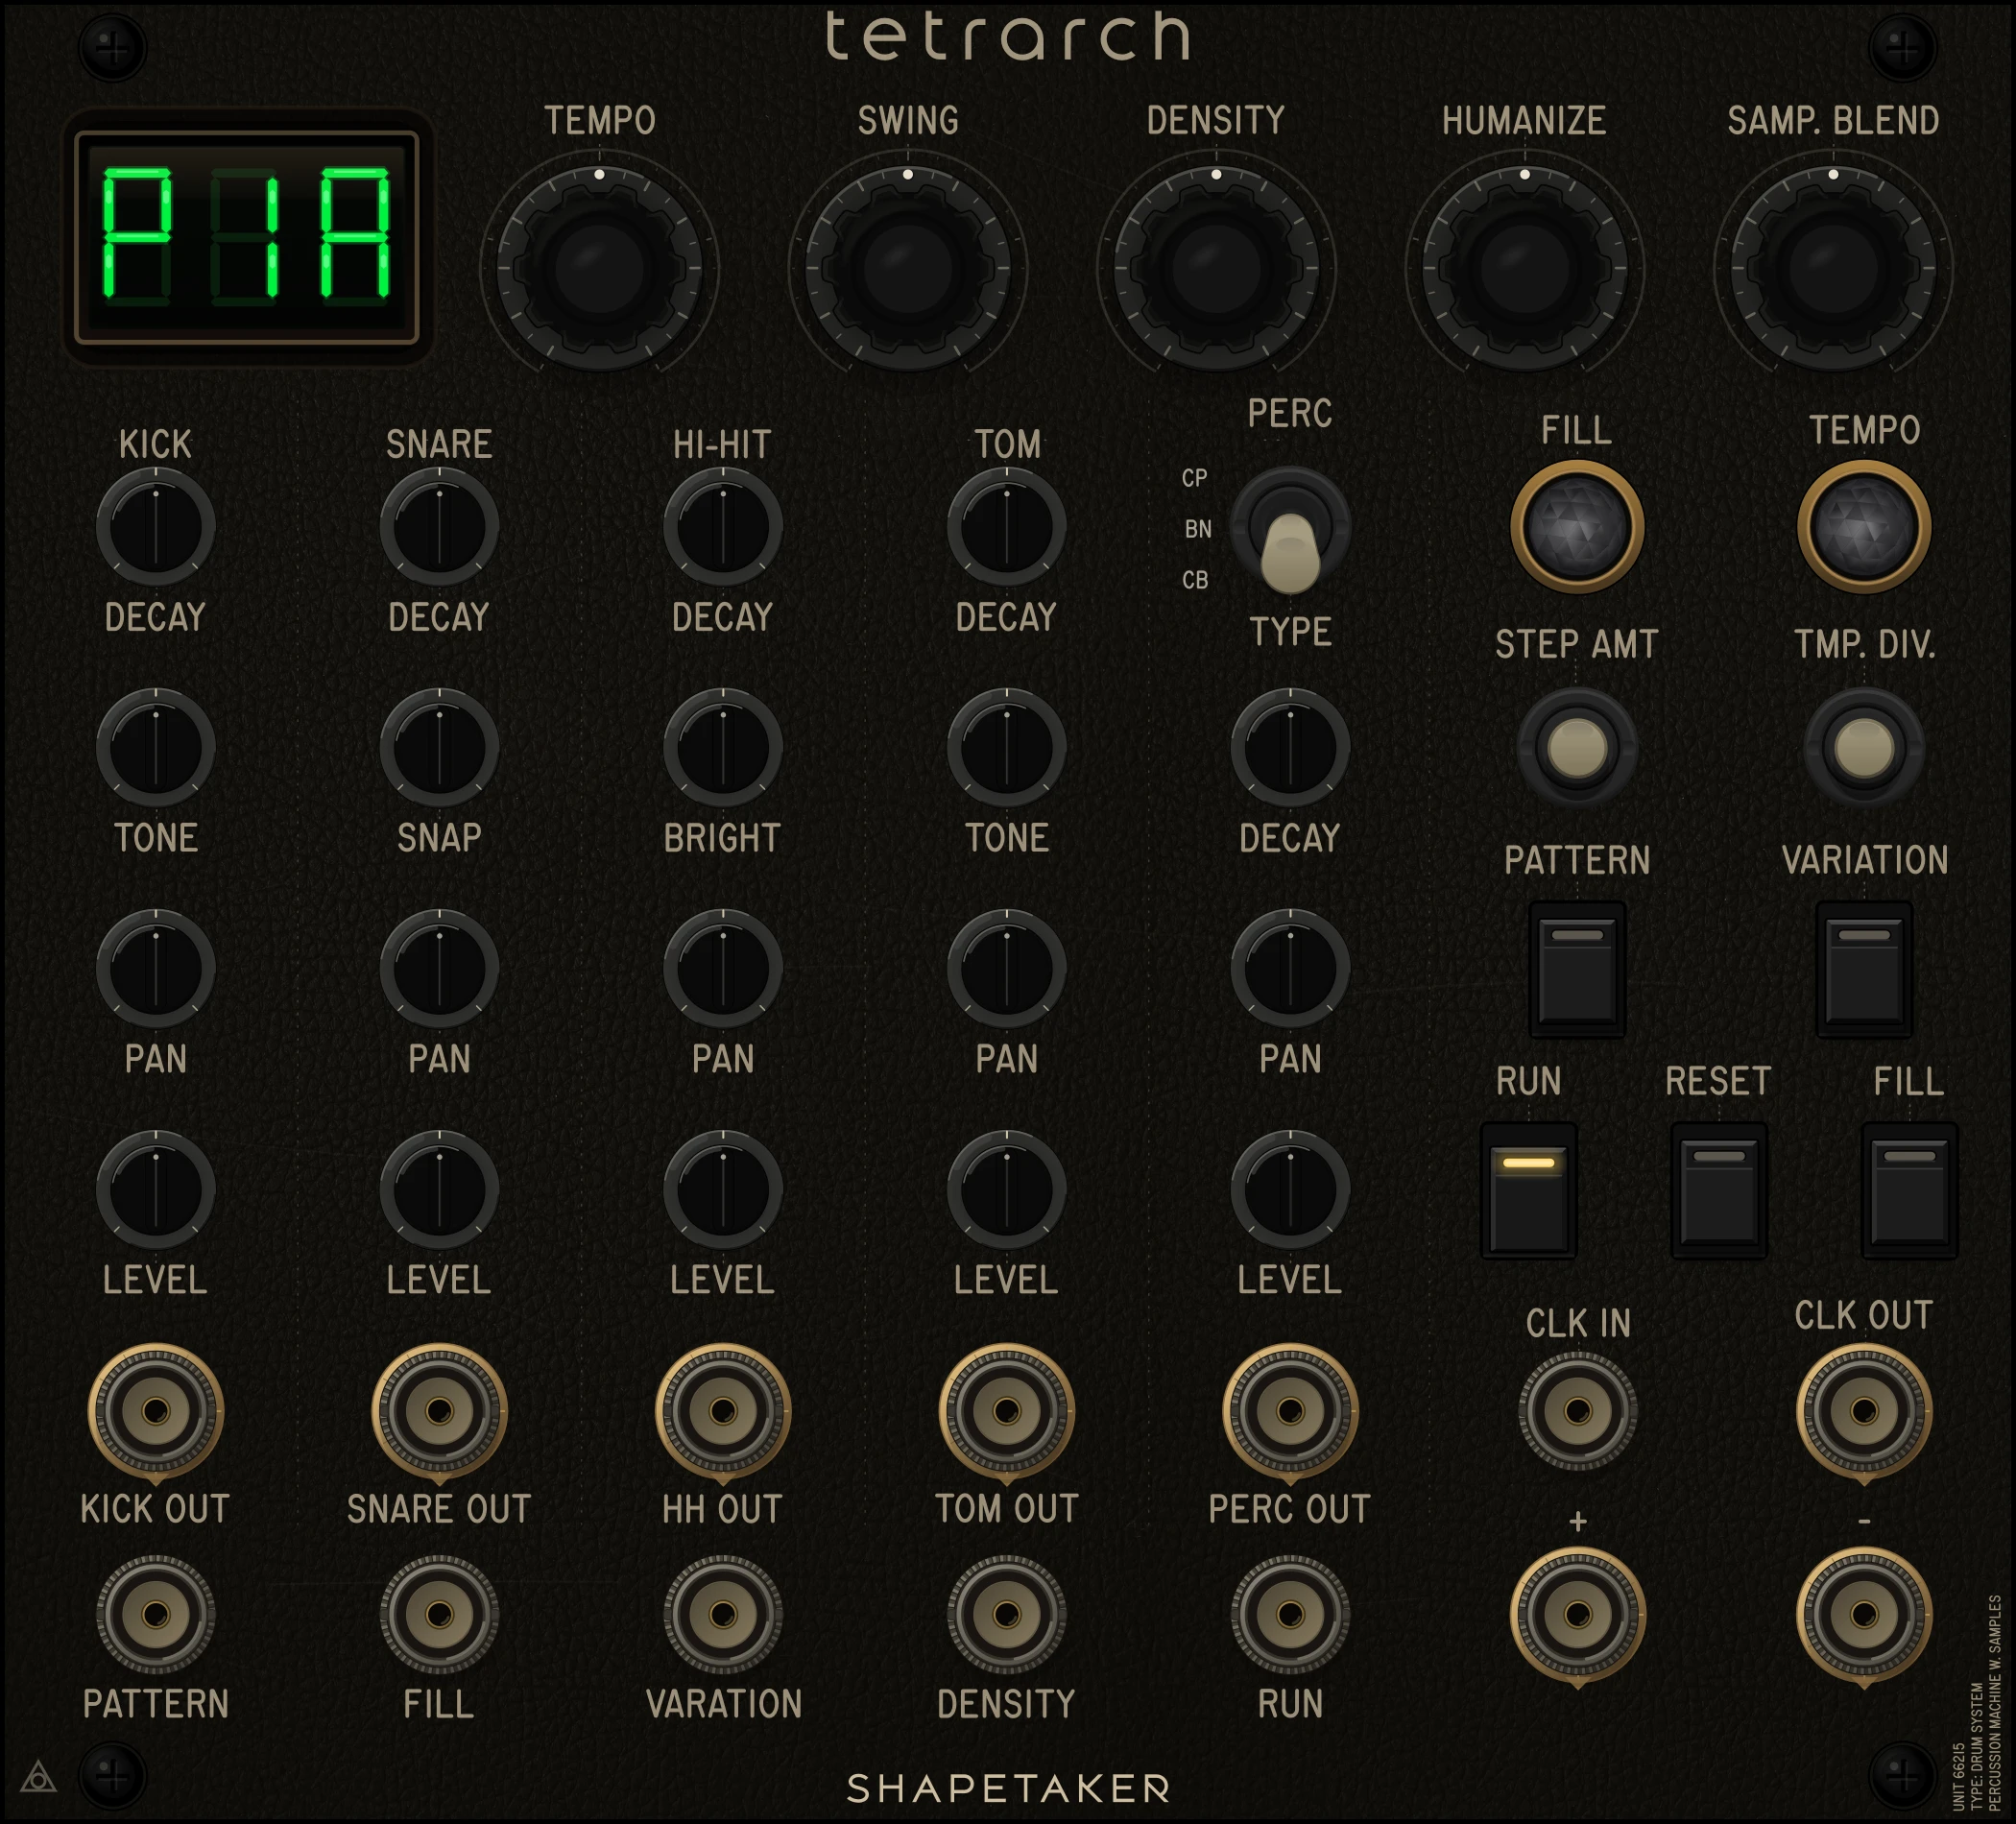 tetrarch
P1A
TEMPO
SWING
DENSITY
HUMANIZE
SAMP. BLEND
KICK
SNARE
HI-HIT
TOM
PERC
FILL
TEMPO
CP
BN
CB
DECAY
DECAY
DECAY
DECAY
TYPE
STEP AMT
TMP. DIV.
TONE
SNAP
BRIGHT
TONE
DECAY
PATTERN
VARIATION
PAN
PAN
PAN
PAN
PAN
RUN
RESET
FILL
LEVEL
LEVEL
LEVEL
LEVEL
LEVEL
CLK IN
CLK OUT
KICK OUT
SNARE OUT
HH OUT
TOM OUT
PERC OUT
+
-
PATTERN
FILL
VARATION
DENSITY
RUN
SHAPETAKER
UNIT 66215
TYPE: DRUM SYSTEM
PERCUSSION MACHINE W. SAMPLES